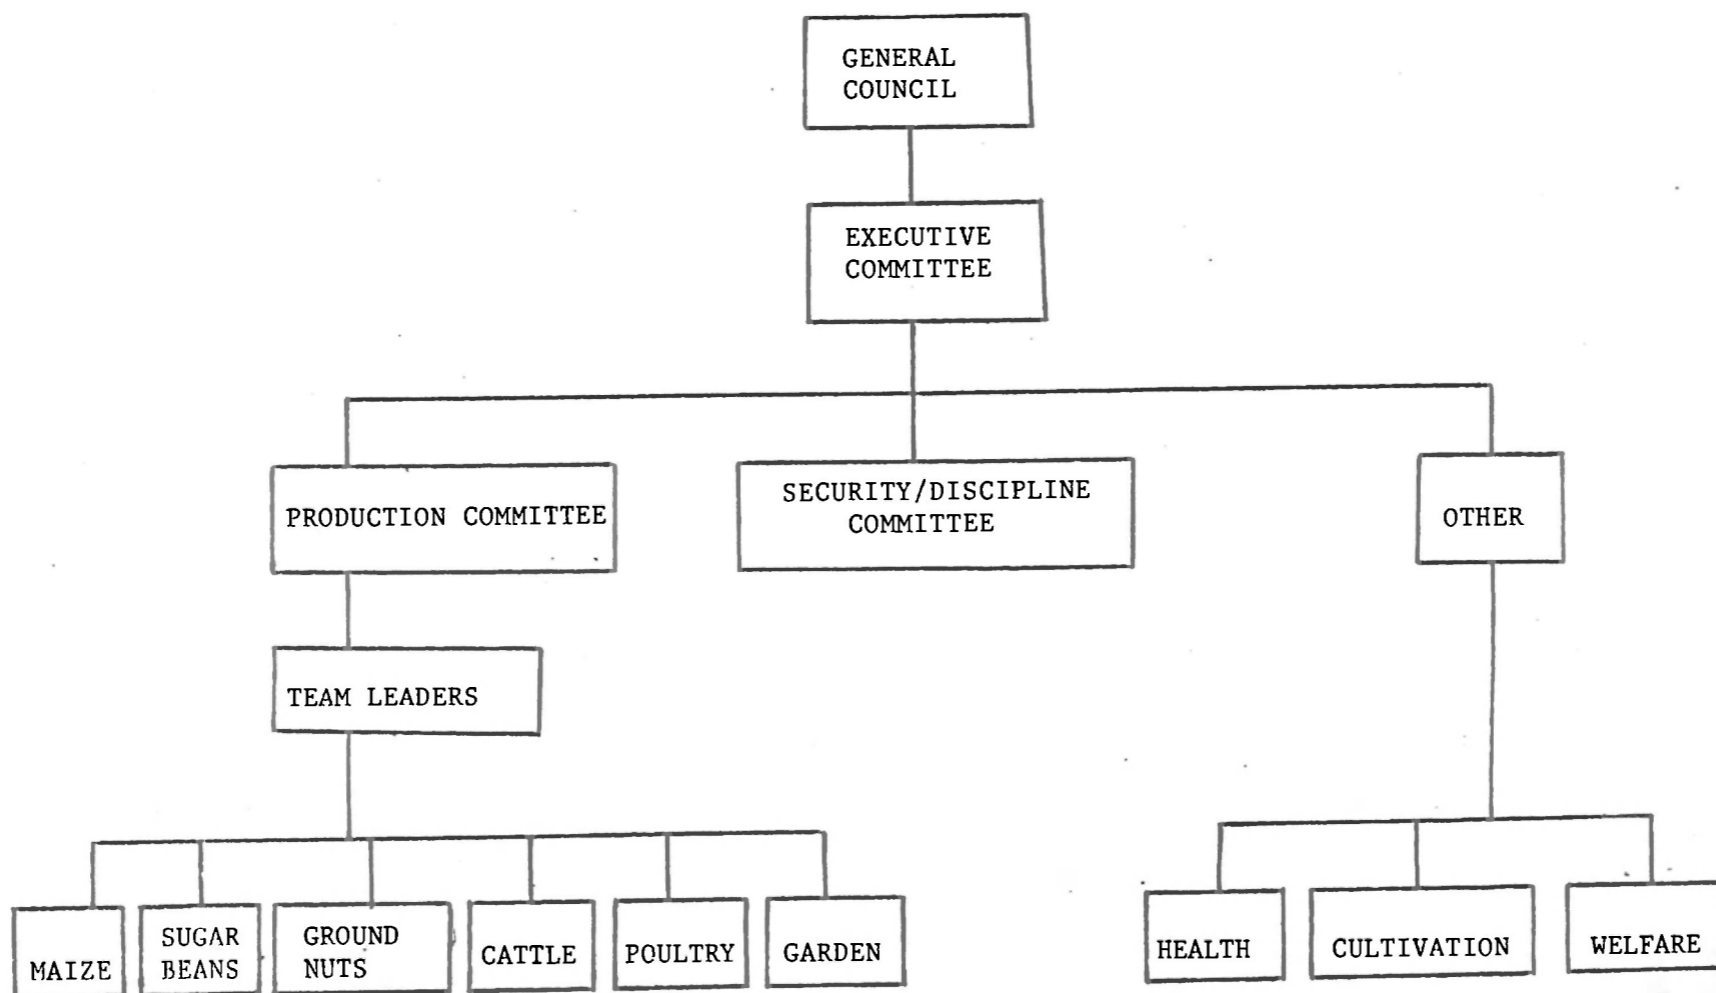 GENERAL
COUNCIL
EXECUTIVE
COMMITTEE
PRODUCTION COMMITTEE
SECURITY/DISCIPLINE
COMMITTEE
OTHER
TEAM LEADERS
MAIZE
SUGAR
BEANS
GROUND
NUTS
CATTLE
POULTRY
GARDEN
HEALTH
CULTIVATION
WELFARE